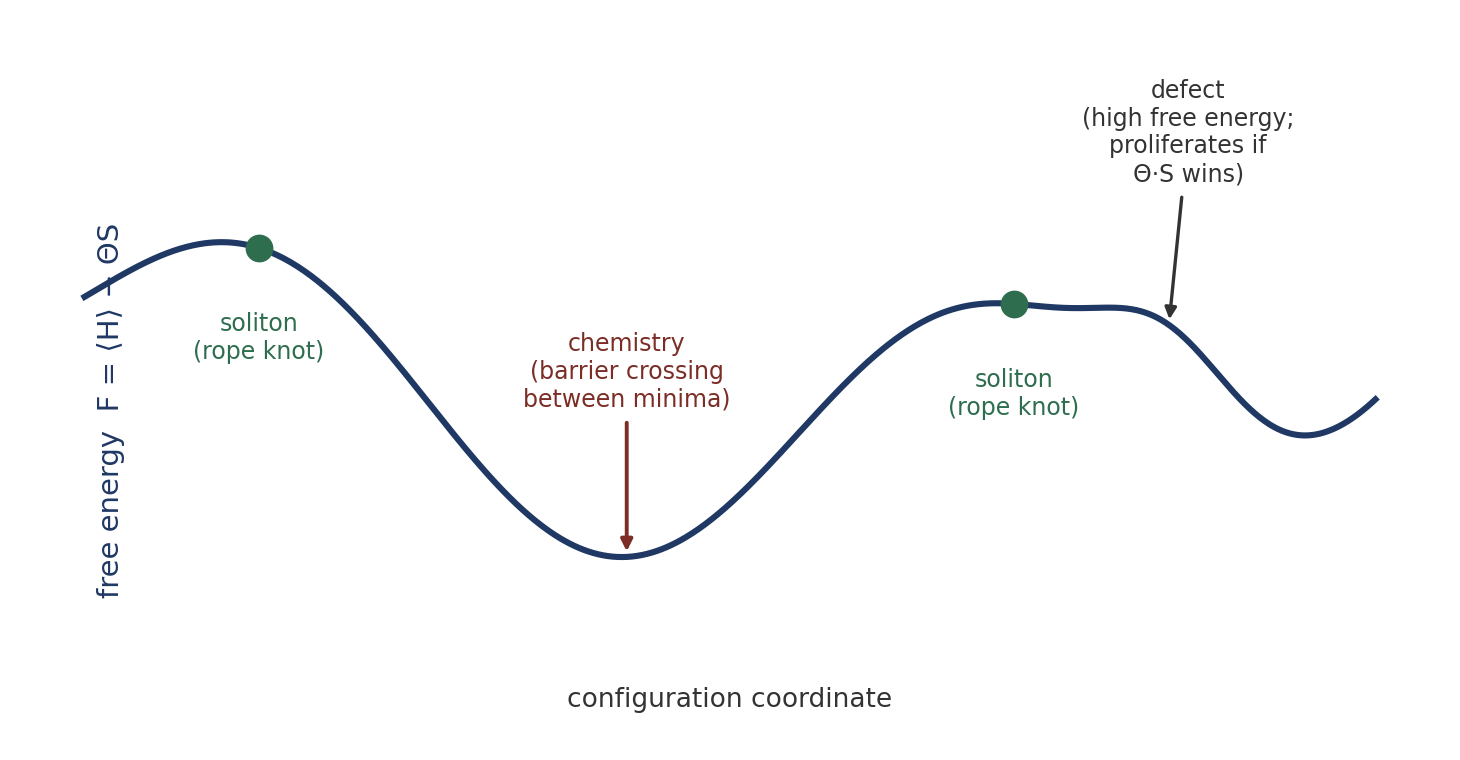 defect
(high free energy;
proliferates if
Θ·S wins)
free energy  F = ⟨H⟩ − ΘS
soliton
(rope knot)
chemistry
(barrier crossing
between minima)
soliton
(rope knot)
configuration coordinate